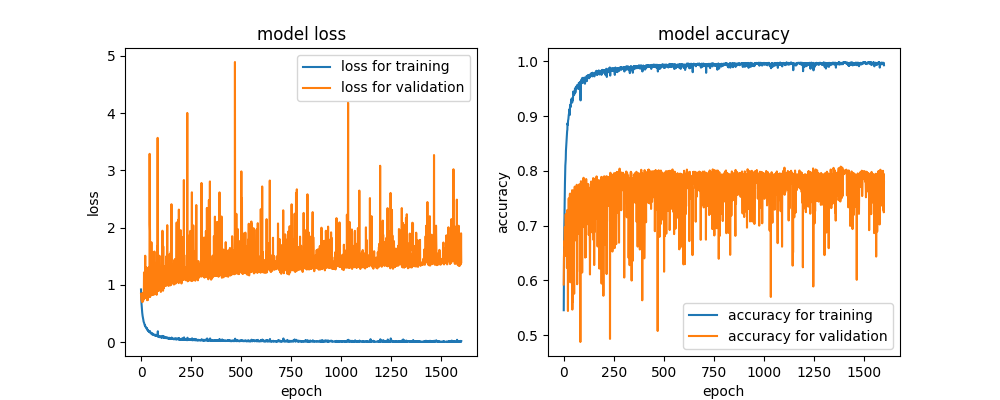 model loss
loss for training
loss for validation
5
4
3
2
1
0
loss
0
250
500
750
1000
1250
1500
epoch
model accuracy
1.0
0.9
0.8
0.7
0.6
0.5
accuracy
accuracy for training
accuracy for validation
0
250
500
750
1000
1250
1500
epoch